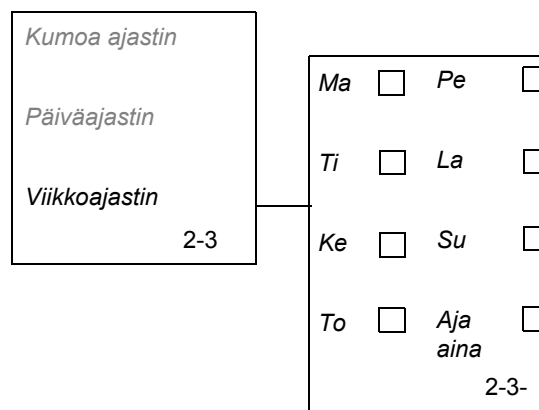 Kumoa ajastin
Päiväajastin
Viikkoajastin
2-3
Ma Pe
Ti La
Ke Su
To Aja
aina
2-3-